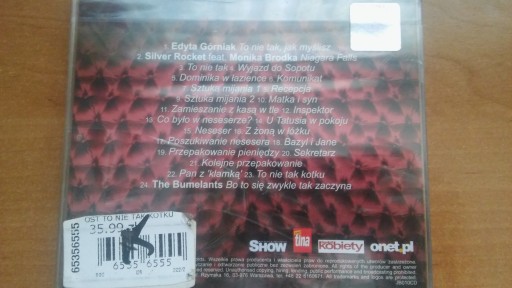 1. Edyta Górniak To nie tak, jak myślisz
2. Silver Rocket feat. Monika Brodka Niagara Falls
3. To nie tak 4. Wyjazd do Sopotu
5. Dominika w łazience 6. Komunikat
7. Sztuka mijania 1 8. Recepcja
9. Sztuka mijania 2 10. Matka i syn
11. Zamieszanie z kasą w tle 12. Inspektor
13. Co było w neseserze? 14. U Tatusia w pokoju
15. Neseser 16. Z żoną w łóżku
17. Poszukiwanie nesesera 18. Bazyl i Jane
19. Przepakowanie pieniędzy 20. Sekretarz
21. Kolejne przepakowanie
22. Pan z 'klamką' 23. To nie tak kotku
24. The Bumelants Bo to się zwykle tak zaczyna
65356555
OST TO NIE TAK KOTKU
35.99
6555 6555
SHOW tina kobiety onet.pl